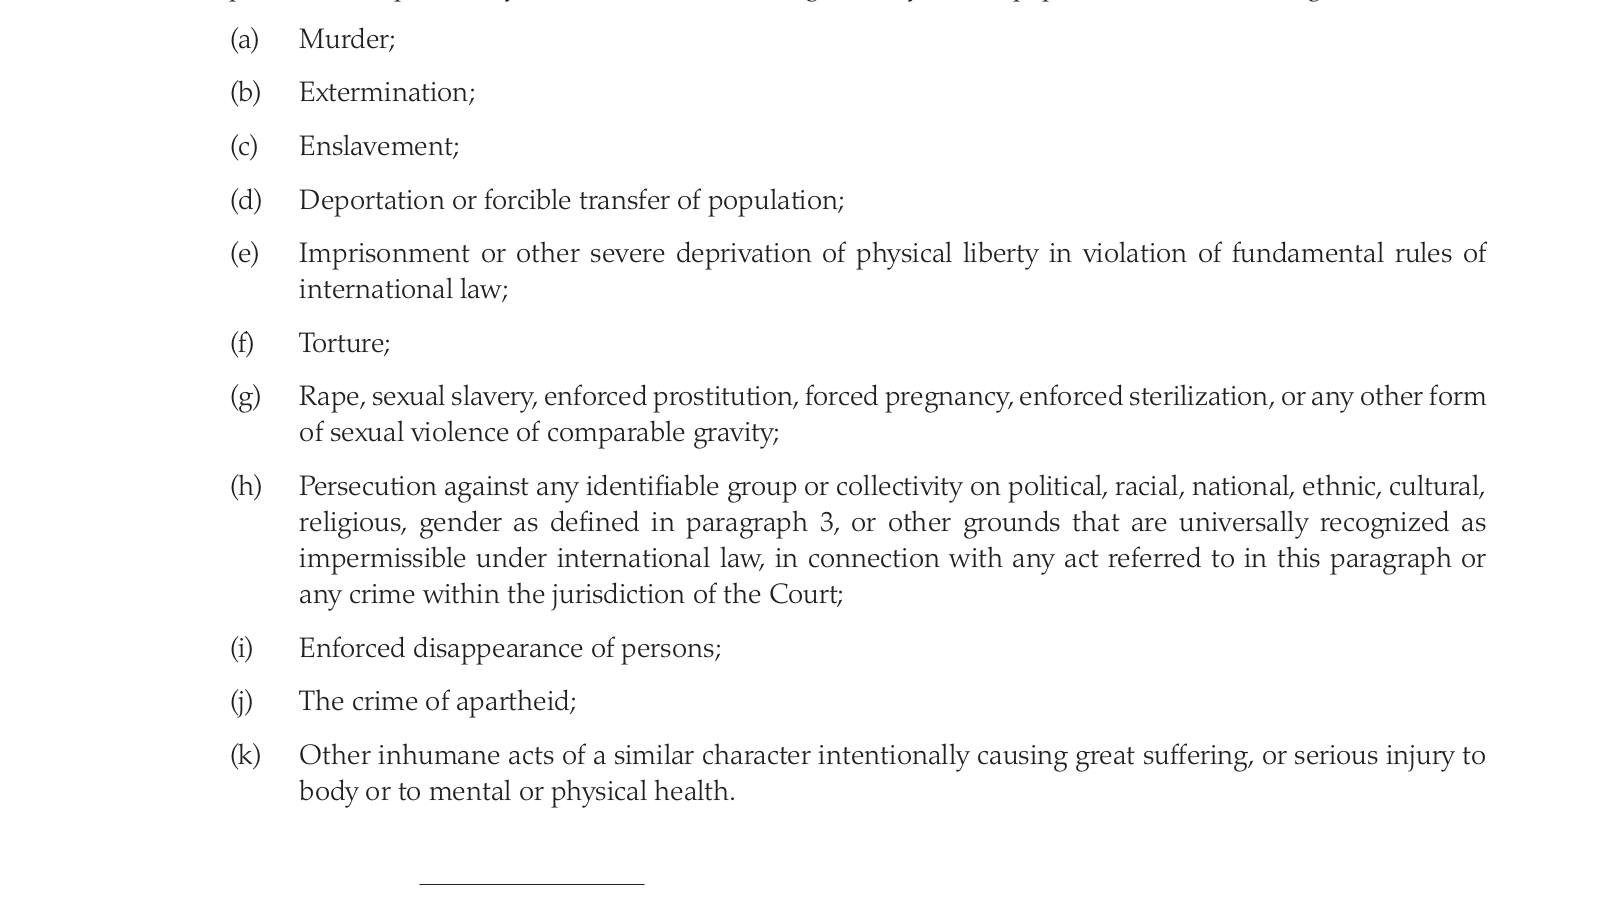 (a) Murder;
(b) Extermination;
(c) Enslavement;
(d) Deportation or forcible transfer of population;
(e) Imprisonment or other severe deprivation of physical liberty in violation of fundamental rules of
international law;
(f) Torture;
(g) Rape, sexual slavery, enforced prostitution, forced pregnancy, enforced sterilization, or any other form
of sexual violence of comparable gravity;
(h) Persecution against any identifiable group or collectivity on political, racial, national, ethnic, cultural,
religious, gender as defined in paragraph 3, or other grounds that are universally recognized as
impermissible under international law, in connection with any act referred to in this paragraph or
any crime within the jurisdiction of the Court;
(i) Enforced disappearance of persons;
(j) The crime of apartheid;
(k) Other inhumane acts of a similar character intentionally causing great suffering, or serious injury to
body or to mental or physical health.